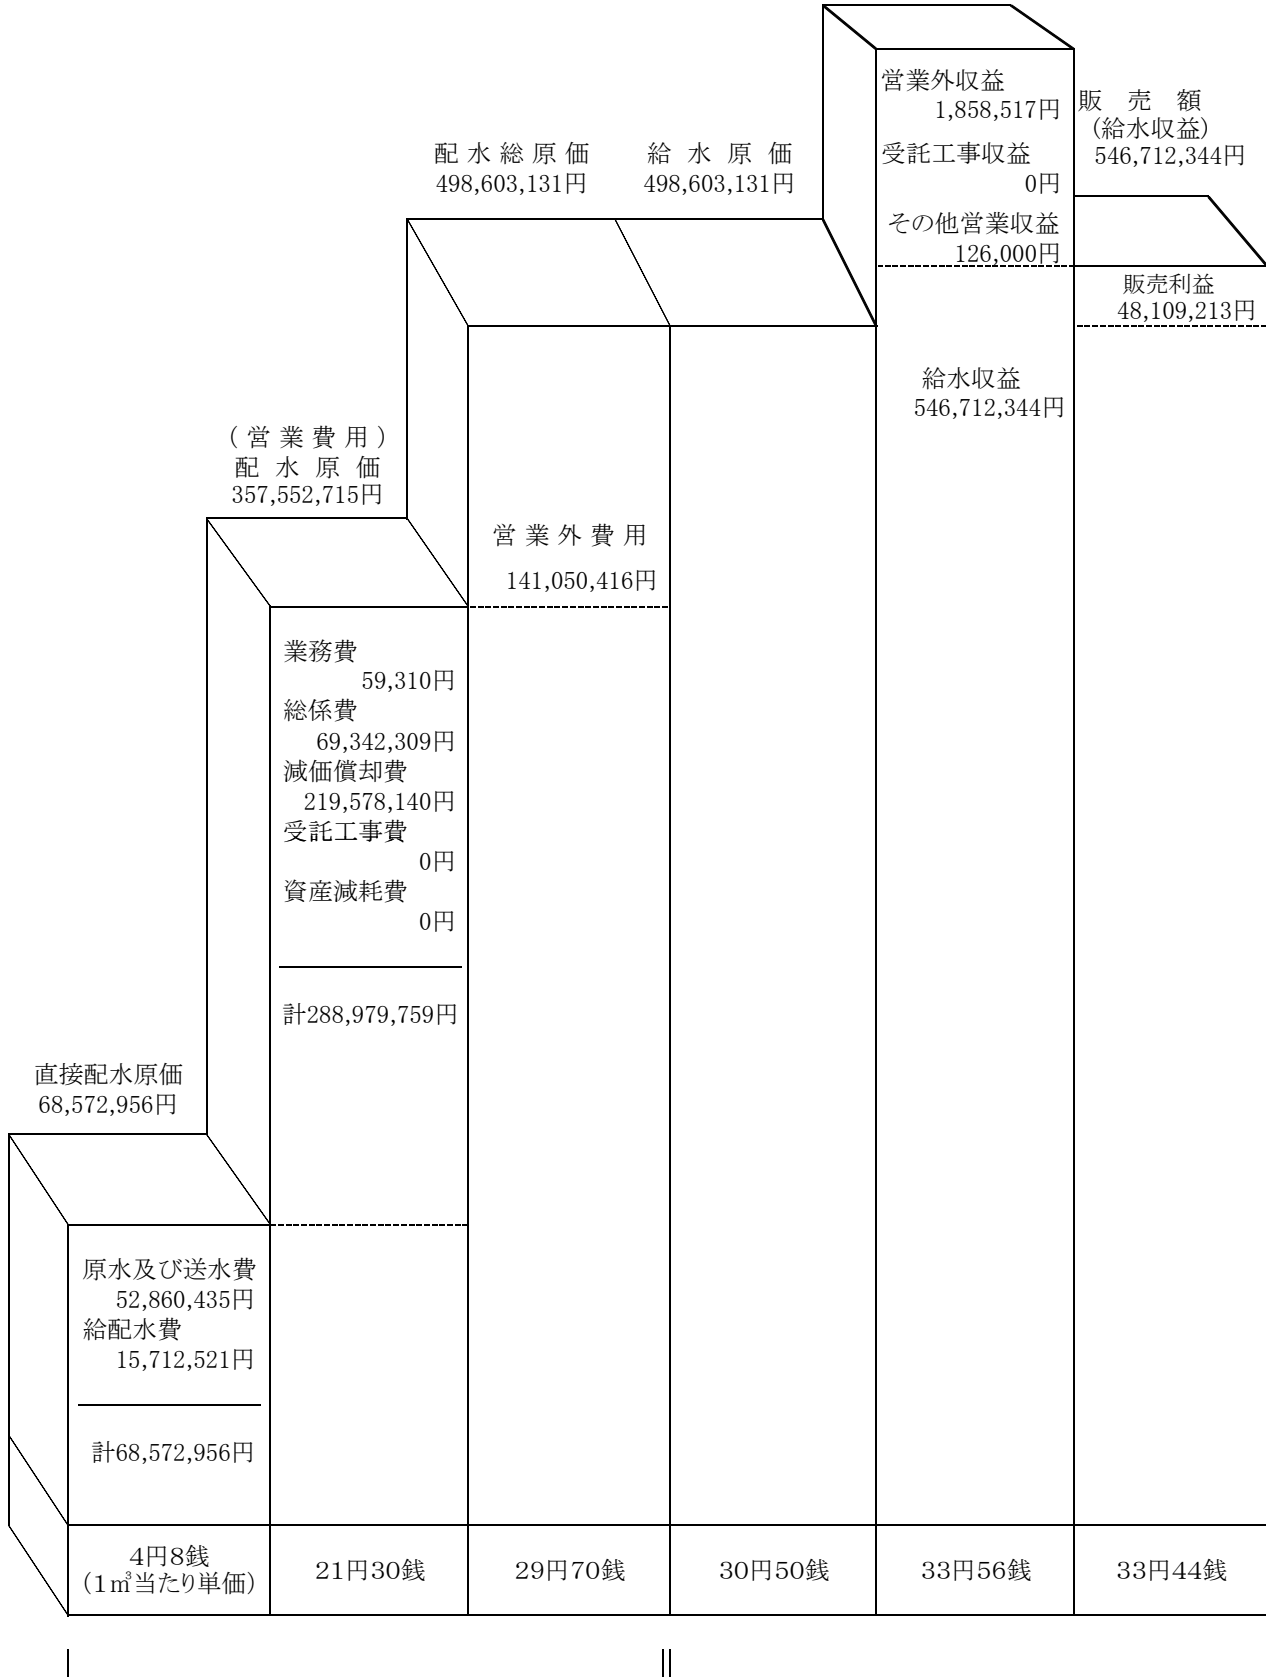 営業外収益
1,858,517円
受託工事収益
0円
その他営業収益
126,000円
給水収益
546,712,344円
販 売 額
(給水収益)
546,712,344円
販売利益
48,109,213円
配 水 総 原 価
498,603,131円
給 水 原 価
498,603,131円
( 営 業 費 用 )
配 水 原 価
357,552,715円
営 業 外 費 用
141,050,416円
業務費
59,310円
総係費
69,342,309円
減価償却費
219,578,140円
受託工事費
0円
資産減耗費
0円
計288,979,759円
直接配水原価
68,572,956円
原水及び送水費
52,860,435円
給配水費
15,712,521円
計68,572,956円
4円8銭
(1㎥当たり単価)
21円30銭
29円70銭
30円50銭
33円56銭
33円44銭